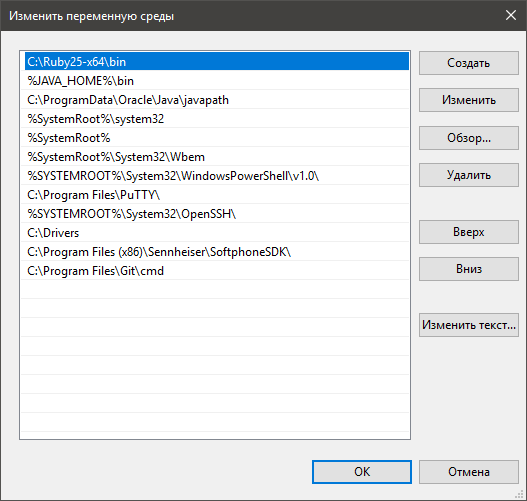 Изменить переменную среды
C:\Ruby25-x64\bin
%JAVA_HOME%\bin
C:\ProgramData\Oracle\Java\javapath
%SystemRoot%\system32
%SystemRoot%
%SystemRoot%\System32\Wbem
%SYSTEMROOT%\System32\WindowsPowerShell\v1.0\
C:\Program Files\PuTTY\
%SYSTEMROOT%\System32\OpenSSH\
C:\Drivers
C:\Program Files (x86)\Sennheiser\SoftphoneSDK\
C:\Program Files\Git\cmd
Создать
Изменить
Обзор...
Удалить
Вверх
Вниз
Изменить текст...
ОК
Отмена